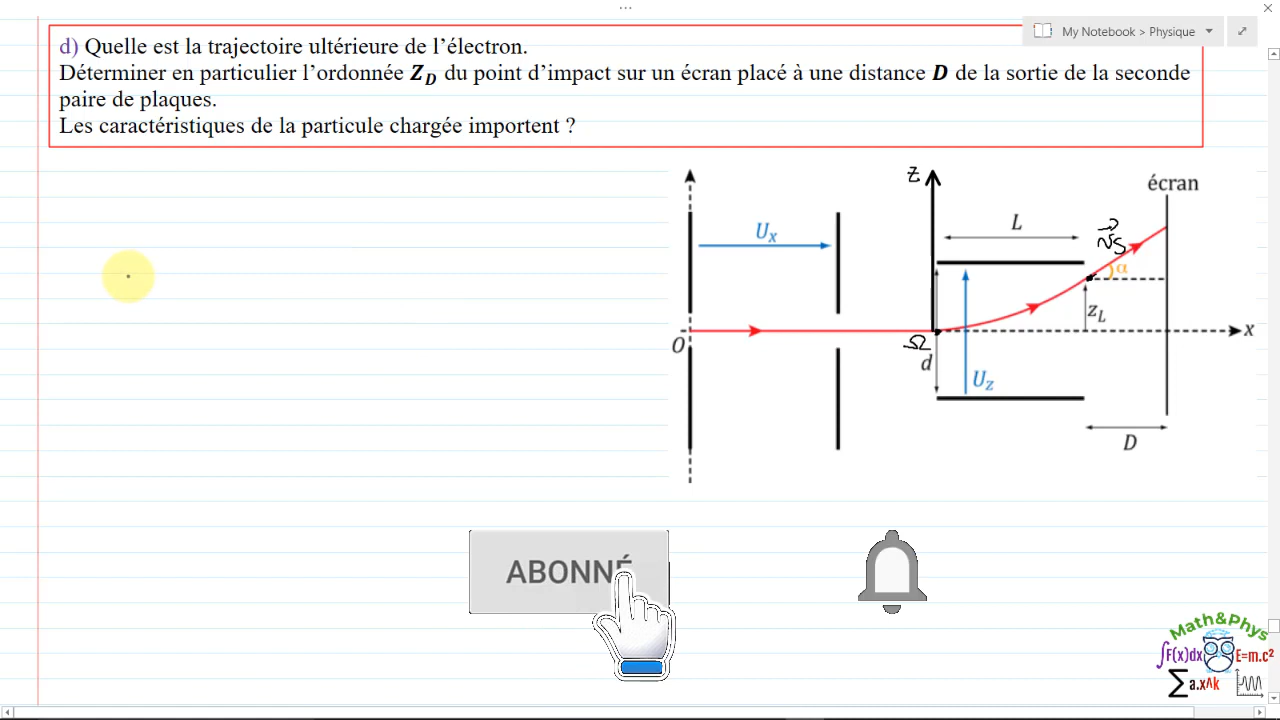 My Notebook > Physique
d) Quelle est la trajectoire ultérieure de l'électron.
Déterminer en particulier l'ordonnée Z_D du point d'impact sur un écran placé à une distance D de la sortie de la seconde
paire de plaques.
Les caractéristiques de la particule chargée importent ?
z
écran
L
U_x
v_S
α
z_L
O
Ω
x
d
U_z
D
ABONNÉ
Math&Phys
∫F(x)dx E=m.c²
∑ a.x^k